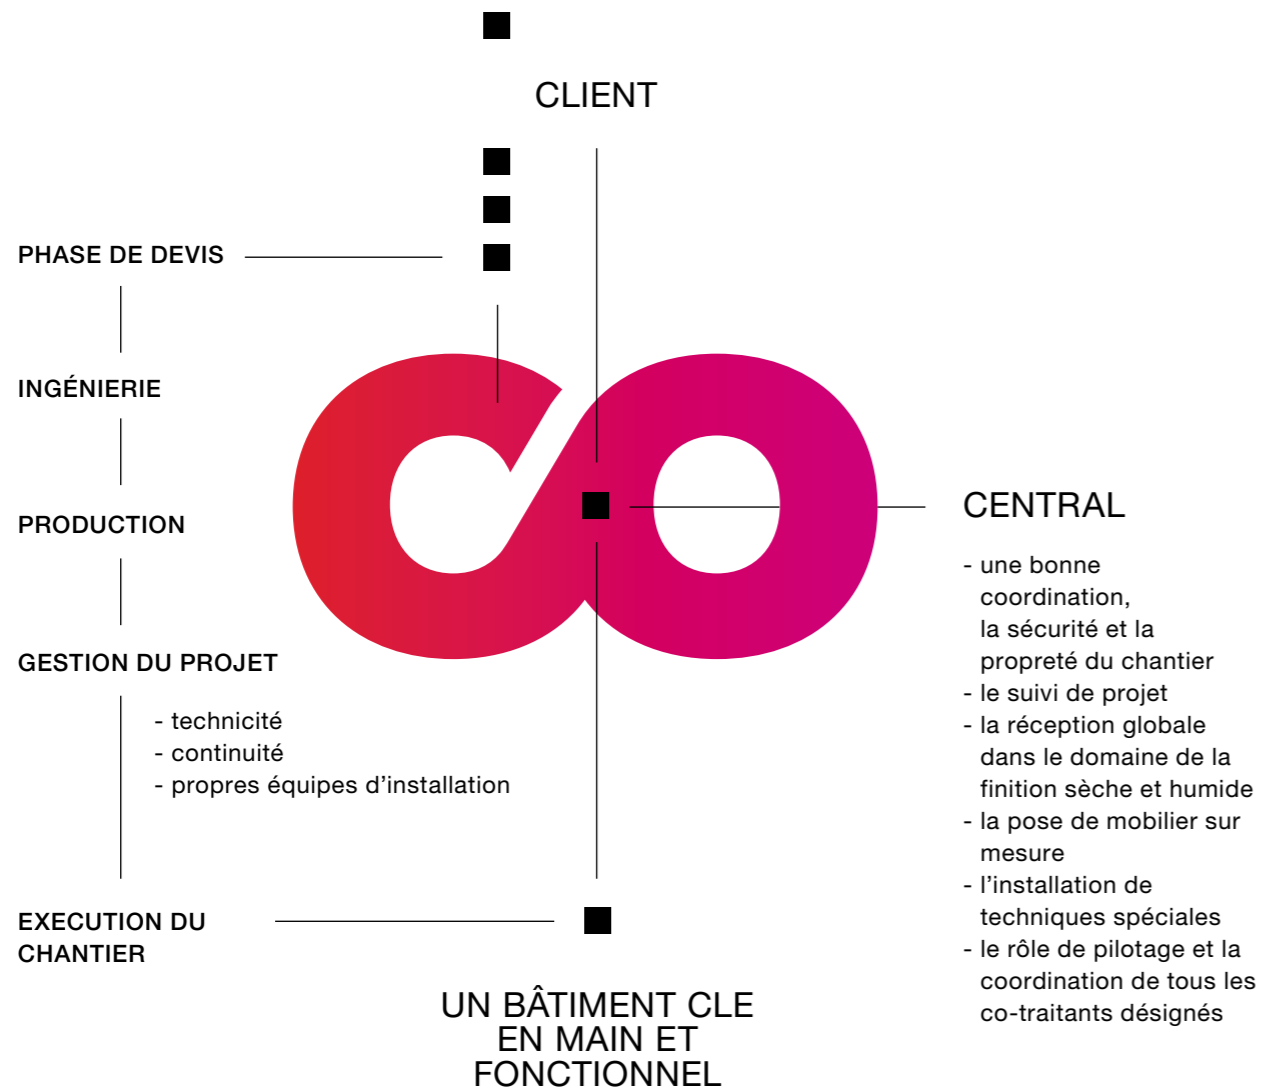 CLIENT
PHASE DE DEVIS
INGÉNIERIE
PRODUCTION
GESTION DU PROJET
- technicité
- continuité
- propres équipes d’installation
EXECUTION DU
CHANTIER
CENTRAL
- une bonne
coordination,
la sécurité et la
propreté du chantier
- le suivi de projet
- la réception globale
dans le domaine de la
finition sèche et humide
- la pose de mobilier sur
mesure
- l’installation de
techniques spéciales
- le rôle de pilotage et la
coordination de tous les
co-traitants désignés
UN BÂTIMENT CLE
EN MAIN ET
FONCTIONNEL